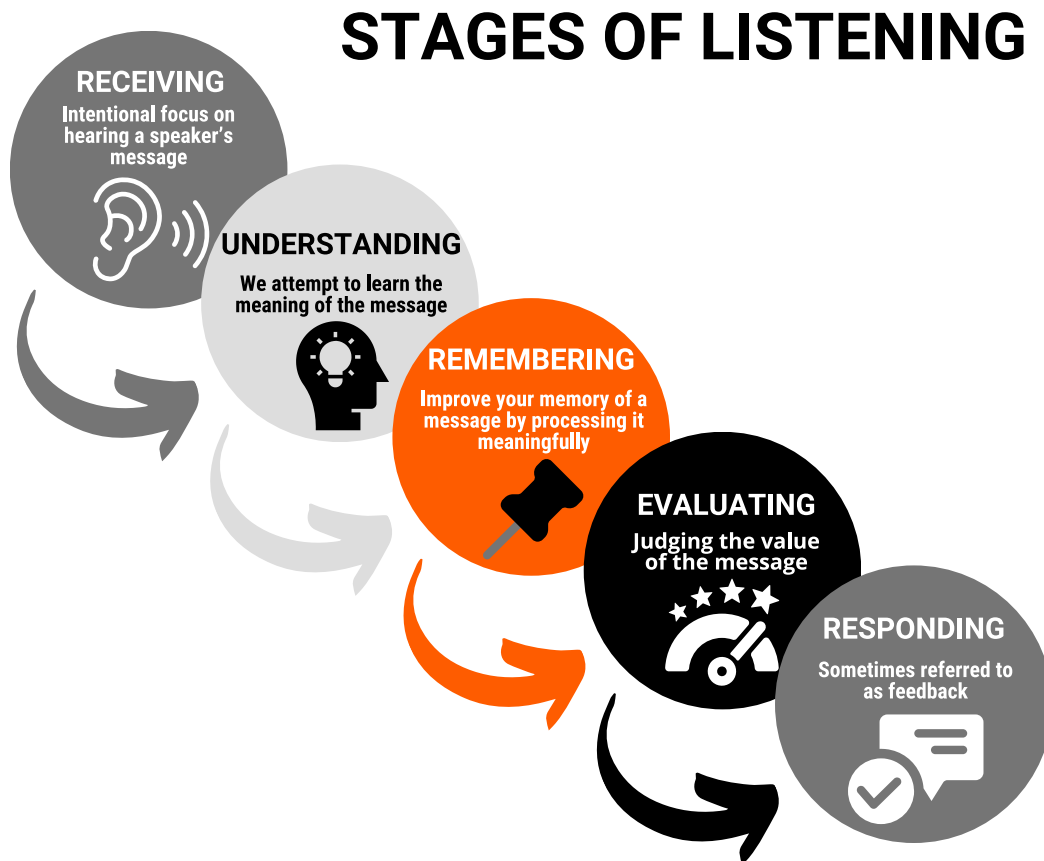 STAGES OF LISTENING
RECEIVING
Intentional focus on
hearing a speaker's
message
UNDERSTANDING
We attempt to learn the
meaning of the message
REMEMBERING
Improve your memory of a
message by processing it
meaningfully
EVALUATING
Judging the value
of the message
RESPONDING
Sometimes referred to
as feedback